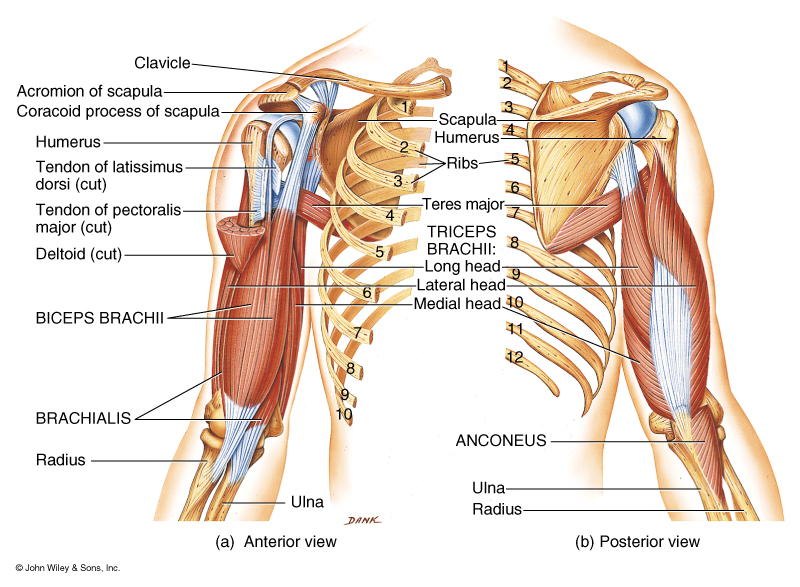 Clavicle
Acromion of scapula
Coracoid process of scapula
Humerus
Tendon of latissimus
dorsi (cut)
Tendon of pectoralis
major (cut)
Deltoid (cut)
BICEPS BRACHII
BRACHIALIS
Radius
Ulna
1
2
3
4
5
6
7
8
9
10
DANK
(a) Anterior view
Scapula
Humerus
Ribs
Teres major
TRICEPS
BRACHII:
Long head
Lateral head
Medial head
1
2
3
4
5
6
7
8
9
10
11
12
ANCONEUS
Ulna
Radius
(b) Posterior view
© John Wiley & Sons, Inc.